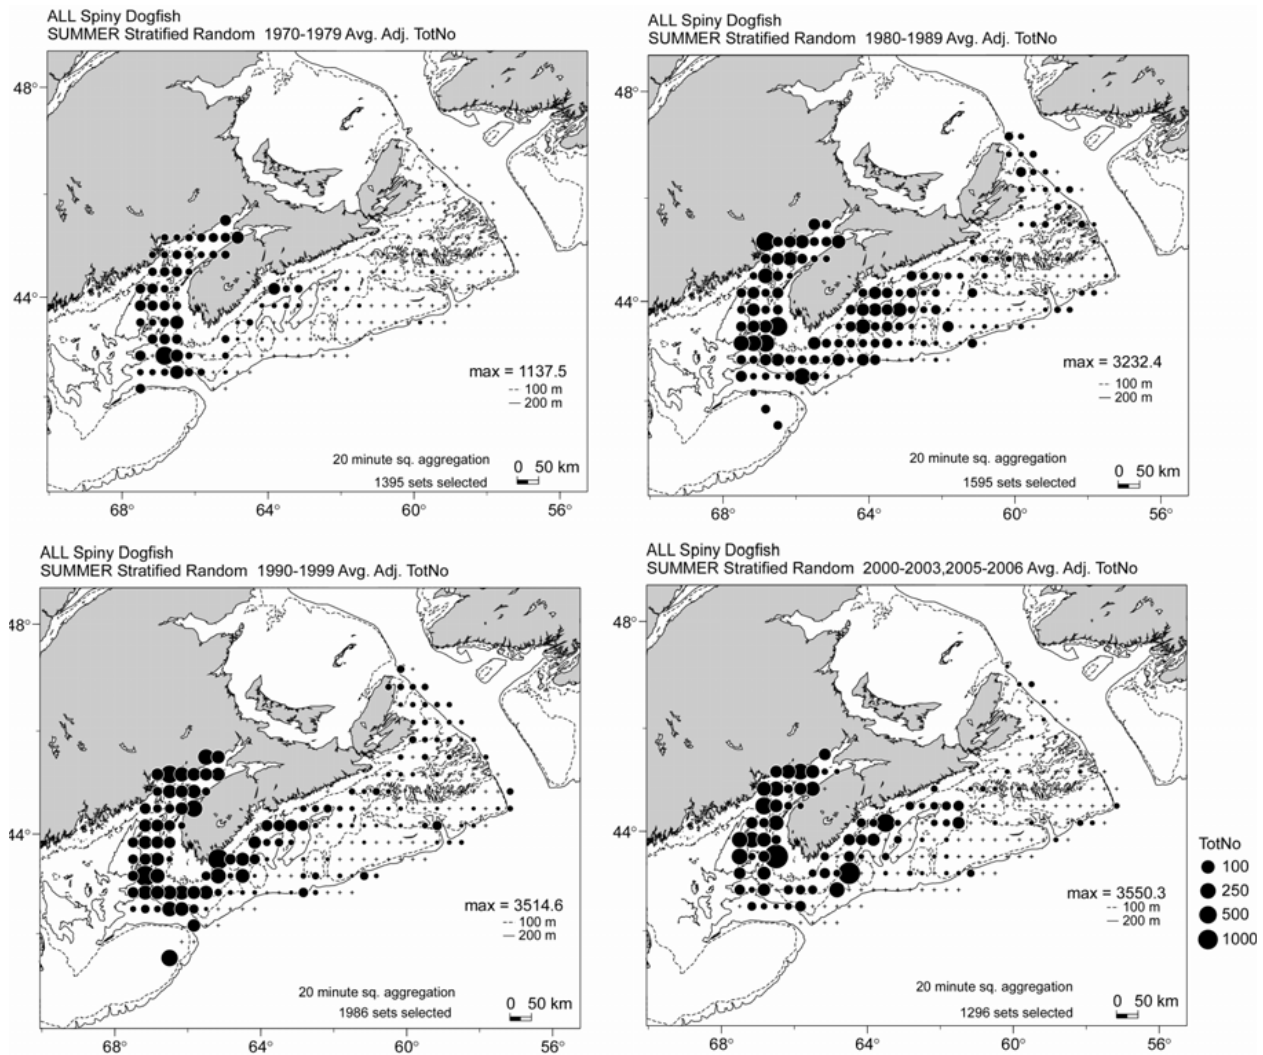 ALL Spiny Dogfish
SUMMER Stratified Random 1970-1979 Avg. Adj. TotNo
48°
44°
max = 1137.5
100 m
200 m
20 minute sq. aggregation
1395 sets selected
0 50 km
68° 64° 60° 56°
ALL Spiny Dogfish
SUMMER Stratified Random 1980-1989 Avg. Adj. TotNo
48°
44°
max = 3232.4
100 m
200 m
20 minute sq. aggregation
1595 sets selected
0 50 km
68° 64° 60° 56°
ALL Spiny Dogfish
SUMMER Stratified Random 1990-1999 Avg. Adj. TotNo
48°
44°
max = 3514.6
100 m
200 m
20 minute sq. aggregation
1986 sets selected
0 50 km
68° 64° 60° 56°
ALL Spiny Dogfish
SUMMER Stratified Random 2000-2003,2005-2006 Avg. Adj. TotNo
48°
44°
max = 3550.3
100 m
200 m
20 minute sq. aggregation
1296 sets selected
0 50 km
68° 64° 60° 56°
TotNo
100
250
500
1000